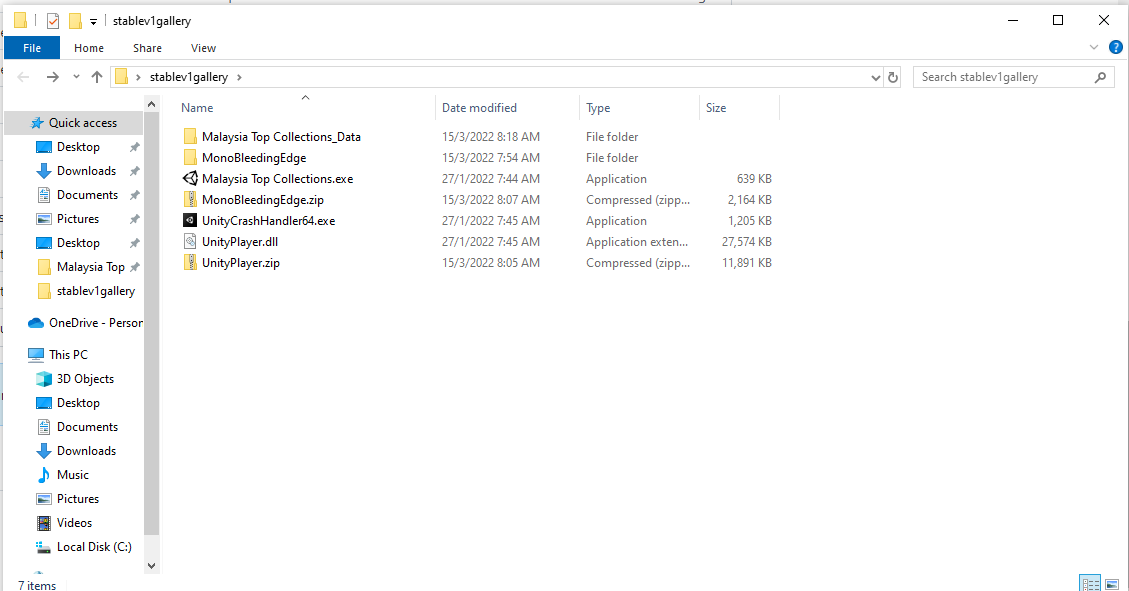 stablev1gallery
File Home Share View
stablev1gallery
Search stablev1gallery
Quick access
Desktop
Downloads
Documents
Pictures
Desktop
Malaysia Top
stablev1gallery
OneDrive - Person
This PC
3D Objects
Desktop
Documents
Downloads
Music
Pictures
Videos
Local Disk (C:)
Name Date modified Type Size
Malaysia Top Collections_Data 15/3/2022 8:18 AM File folder
MonoBleedingEdge 15/3/2022 7:54 AM File folder
Malaysia Top Collections.exe 27/1/2022 7:44 AM Application 639 KB
MonoBleedingEdge.zip 15/3/2022 8:07 AM Compressed (zipp... 2,164 KB
UnityCrashHandler64.exe 27/1/2022 7:45 AM Application 1,205 KB
UnityPlayer.dll 27/1/2022 7:45 AM Application exten... 27,574 KB
UnityPlayer.zip 15/3/2022 8:05 AM Compressed (zipp... 11,891 KB
7 items